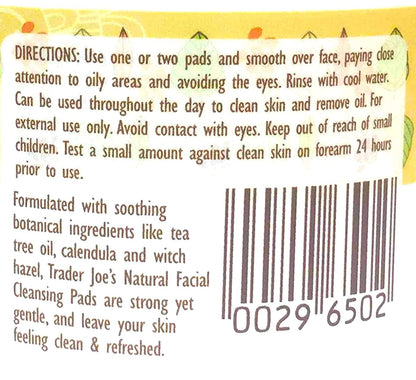 DIRECTIONS: Use one or two pads and smooth over face, paying close
attention to oily areas and avoiding the eyes. Rinse with cool water.
Can be used throughout the day to clean skin and remove oil. For
external use only. Avoid contact with eyes. Keep out of reach of small
children. Test a small amount against clean skin on forearm 24 hours
prior to use.
Formulated with soothing
botanical ingredients like tea
tree oil, calendula and witch
hazel, Trader Joe's Natural Facial
Cleansing Pads are strong yet
gentle, and leave your skin
feeling clean & refreshed.
0029 6502